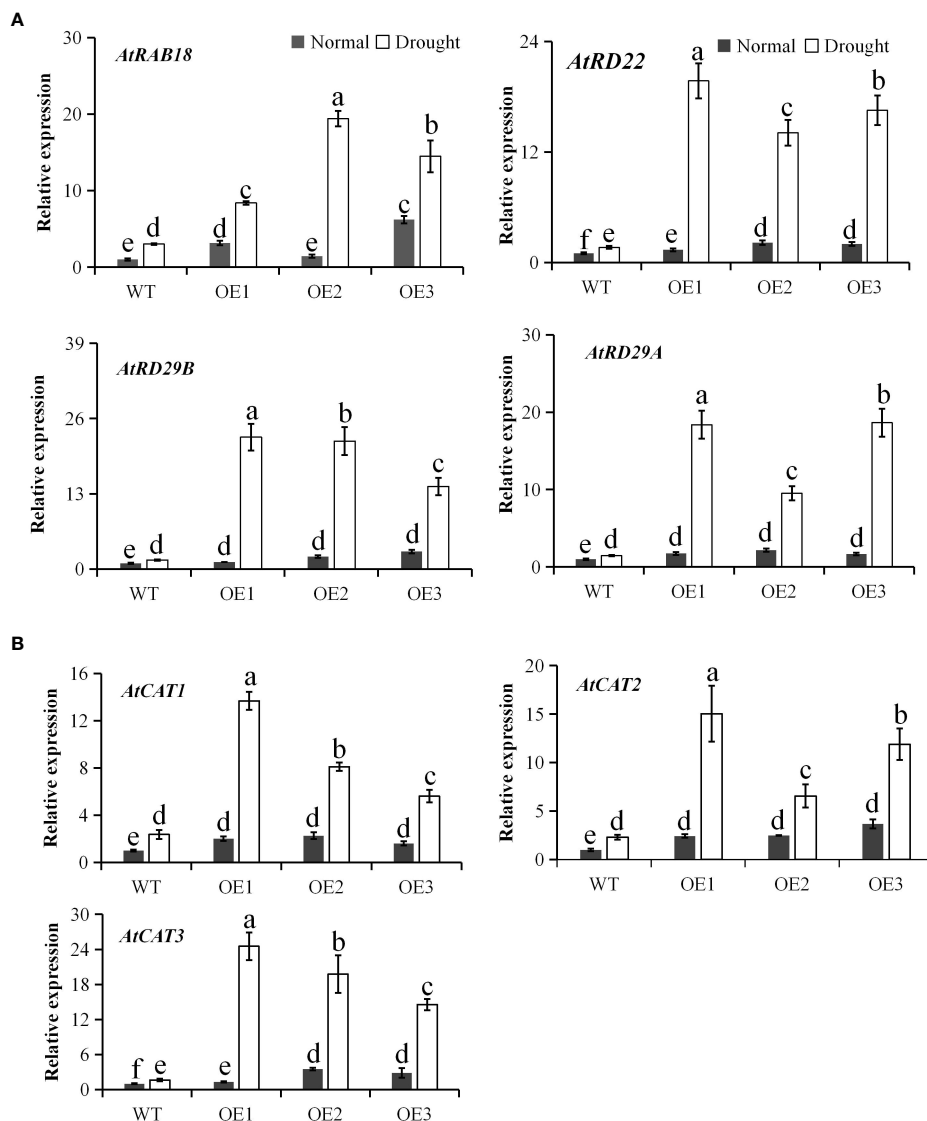 A
AtRAB18
Normal Drought
Relative expression
30
20
10
0
e d d c e a c b
WT OE1 OE2 OE3
AtRD22
Normal Drought
Relative expression
24
12
0
f e e a d c d b
WT OE1 OE2 OE3
AtRD29B
Relative expression
39
26
13
0
e d d a d b d c
WT OE1 OE2 OE3
AtRD29A
Relative expression
30
20
10
0
e d d a d c d b
WT OE1 OE2 OE3
B
AtCAT1
Relative expression
16
12
8
4
0
e d d a d b d c
WT OE1 OE2 OE3
AtCAT2
Relative expression
20
15
10
5
0
e d d a d c d b
WT OE1 OE2 OE3
AtCAT3
Relative expression
30
24
18
12
6
0
f e e a d b d c
WT OE1 OE2 OE3